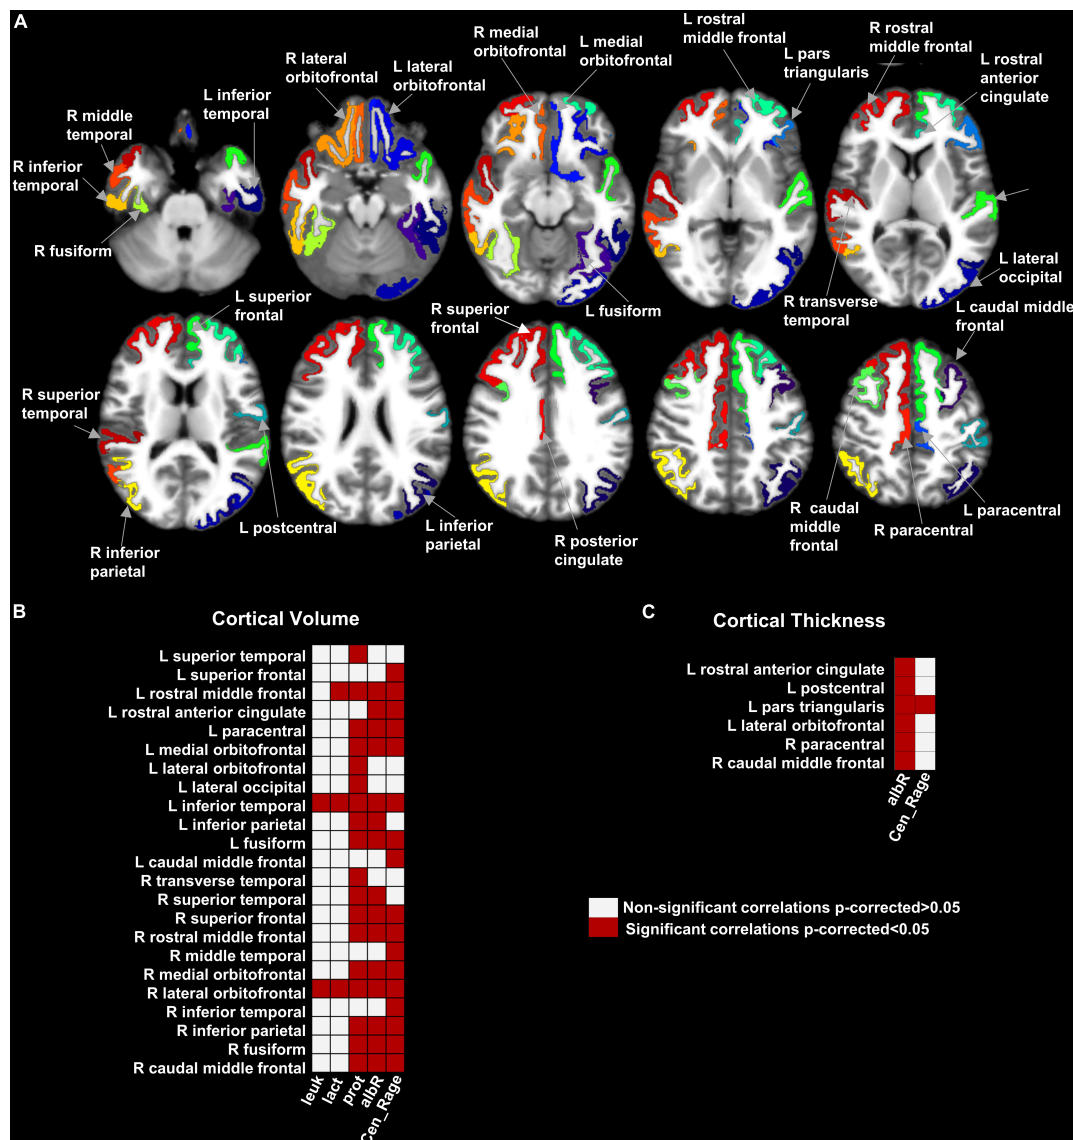 A
L rostral
middle frontal
R medial
orbitofrontal
L medial
orbitofrontal
R rostral
middle frontal
L pars
triangularis
R lateral
orbitofrontal
L lateral
orbitofrontal
L rostral
anterior
cingulate
L inferior
temporal
R middle
temporal
R inferior
temporal
R fusiform
L lateral
occipital
L superior
frontal
R superior
frontal
L fusiform
R transverse
temporal
L caudal middle
frontal
R superior
temporal
L postcentral
R inferior
parietal
L inferior
parietal
R posterior
cingulate
R caudal
middle
frontal
R paracentral
L paracentral
B
Cortical Volume
L superior temporal
L superior frontal
L rostral middle frontal
L rostral anterior cingulate
L paracentral
L medial orbitofrontal
L lateral orbitofrontal
L lateral occipital
L inferior temporal
L inferior parietal
L fusiform
L caudal middle frontal
R transverse temporal
R superior temporal
R superior frontal
R rostral middle frontal
R middle temporal
R medial orbitofrontal
R lateral orbitofrontal
R inferior temporal
R inferior parietal
R fusiform
R caudal middle frontal
leuk
lact
prot
albR
Cen_Rage
C
Cortical Thickness
L rostral anterior cingulate
L postcentral
L pars triangularis
L lateral orbitofrontal
R paracentral
R caudal middle frontal
albR
Cen_Rage
Non-significant correlations p-corrected>0.05
Significant correlations p-corrected<0.05